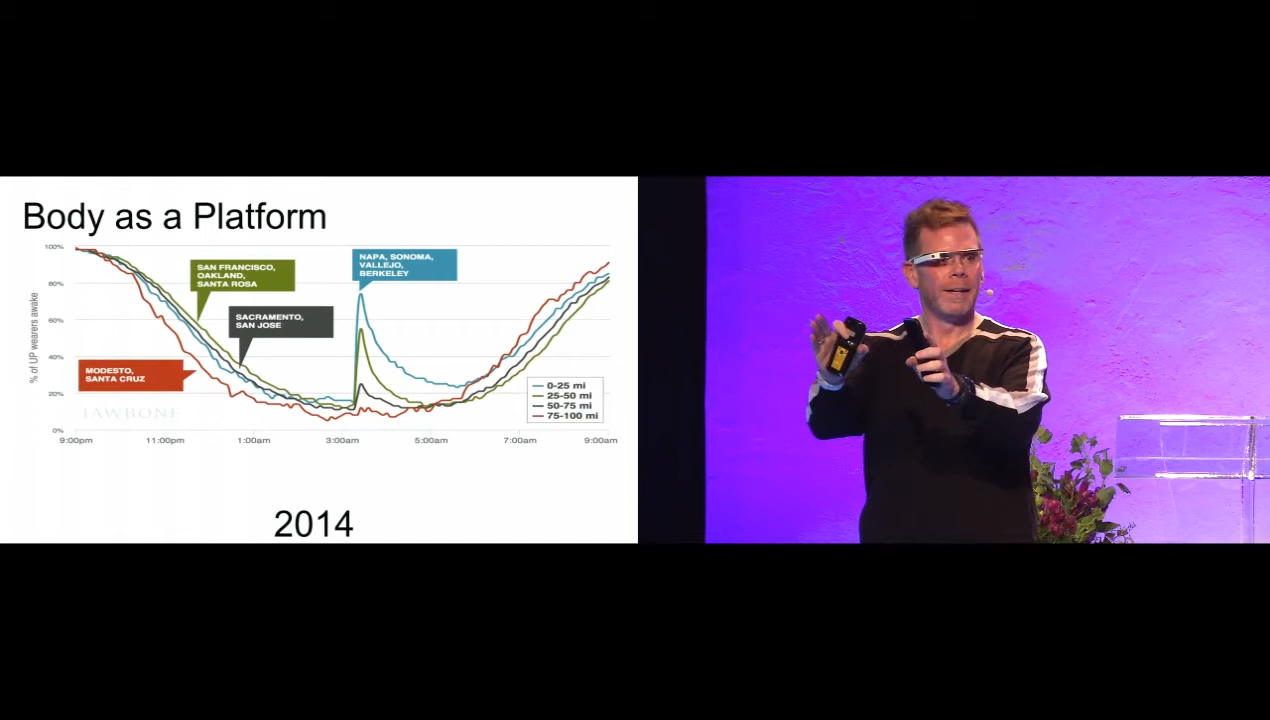 Body as a Platform
100%
80%
60%
40%
20%
0%
% of UP wearers awake
SAN FRANCISCO,
OAKLAND,
SANTA ROSA
SACRAMENTO,
SAN JOSE
NAPA, SONOMA,
VALLEJO,
BERKELEY
MODESTO,
SANTA CRUZ
JAWBONE
0-25 mi
25-50 mi
50-75 mi
75-100 mi
9:00pm 11:00pm 1:00am 3:00am 5:00am 7:00am 9:00am
2014